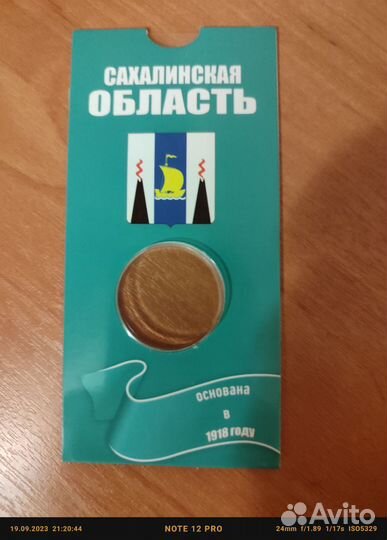 САХАЛИНСКАЯ
ОБЛАСТЬ
основана
в
1918 году
19.09.2023 21:20:44 NOTE 12 PRO 24mm f/1.89 1/17s ISO5329
Avito